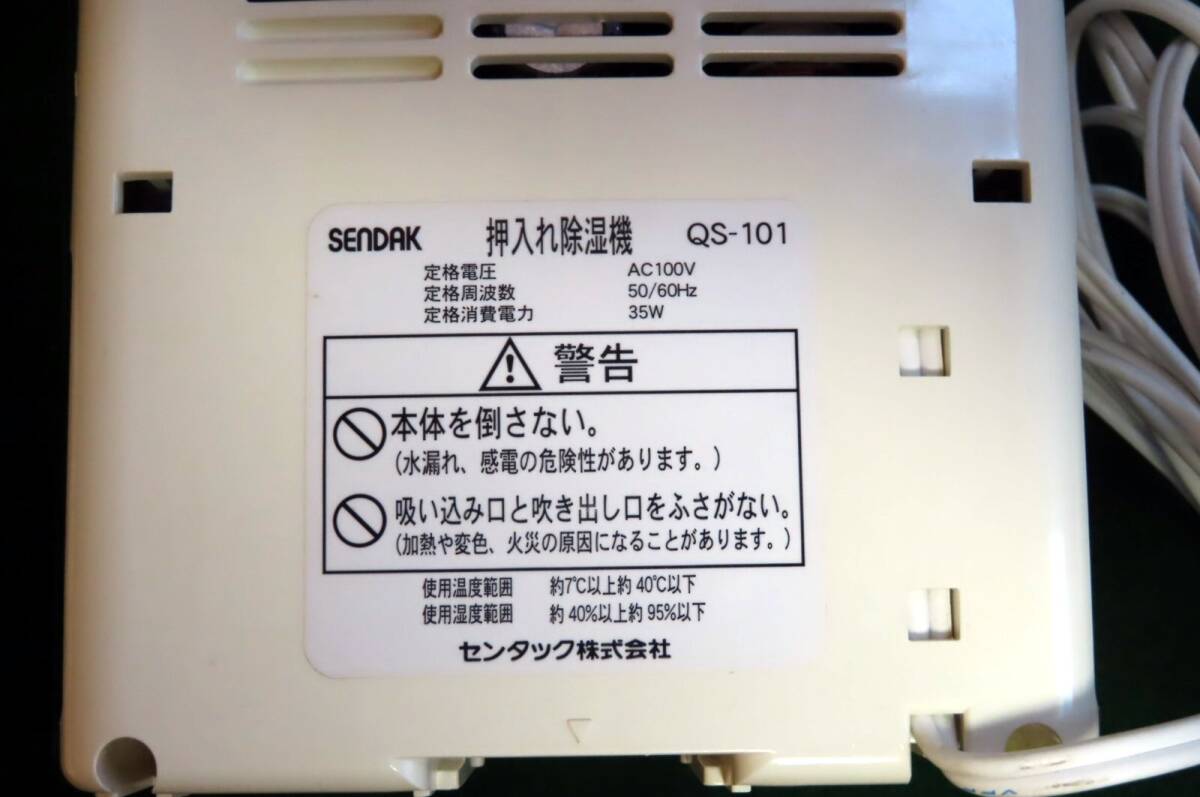 SENDAK 押入れ除湿機 QS-101
定格電圧 AC100V
定格周波数 50/60Hz
定格消費電力 35W
警告
本体を倒さない。
(水漏れ、感電の危険性があります。)
吸い込み口と吹き出し口をふさがない。
(加熱や変色、火災の原因になることがあります。)
使用温度範囲 約7℃以上約 40℃以下
使用湿度範囲 約 40%以上約 95%以下
センタック株式会社